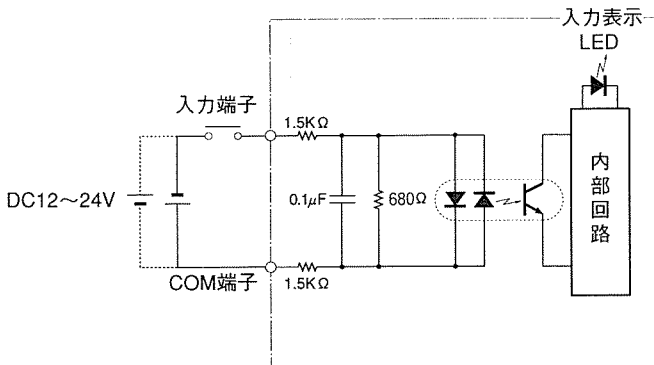 入力表示
LED
入力端子
1.5KΩ
DC12〜24V
0.1μF
680Ω
内部回路
COM端子
1.5KΩ